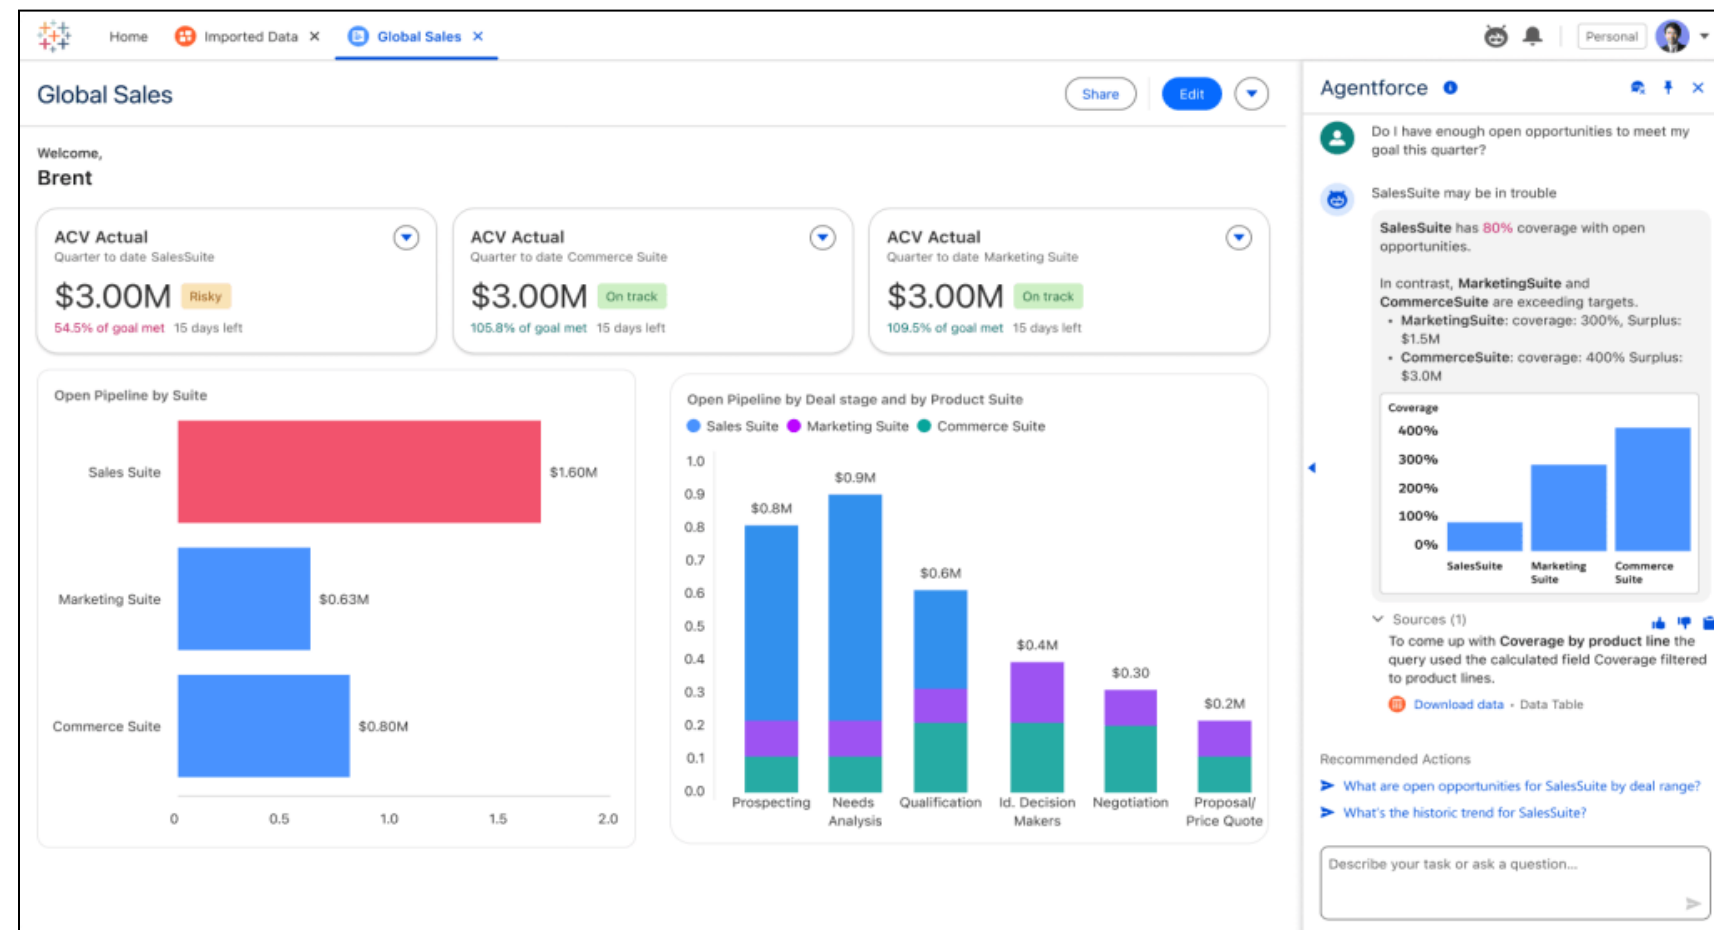 Home
Imported Data
Global Sales
Personal
Global Sales
Share
Edit
Welcome,
Brent
ACV Actual
Quarter to date SalesSuite
$3.00M Risky
54.5% of goal met 15 days left
ACV Actual
Quarter to date Commerce Suite
$3.00M On track
105.8% of goal met 15 days left
ACV Actual
Quarter to date Marketing Suite
$3.00M On track
109.5% of goal met 15 days left
Open Pipeline by Suite
Sales Suite
$1.60M
Marketing Suite
$0.63M
Commerce Suite
$0.80M
0 0.5 1.0 1.5 2.0
Open Pipeline by Deal stage and by Product Suite
Sales Suite Marketing Suite Commerce Suite
1.0
0.9
0.8
0.7
0.6
0.5
0.4
0.3
0.2
0.1
0.0
$0.8M
$0.9M
$0.6M
$0.4M
$0.30
$0.2M
Prospecting
Needs
Analysis
Qualification
Id. Decision
Makers
Negotiation
Proposal/
Price Quote
Agentforce
Do I have enough open opportunities to meet my
goal this quarter?
SalesSuite may be in trouble
SalesSuite has 80% coverage with open
opportunities.
In contrast, MarketingSuite and
CommerceSuite are exceeding targets.
• MarketingSuite: coverage: 300%, Surplus:
$1.5M
• CommerceSuite: coverage: 400% Surplus:
$3.0M
Coverage
400%
300%
200%
100%
0%
SalesSuite
Marketing
Suite
Commerce
Suite
Sources (1)
To come up with Coverage by product line the
query used the calculated field Coverage filtered
to product lines.
Download data • Data Table
Recommended Actions
What are open opportunities for SalesSuite by deal range?
What's the historic trend for SalesSuite?
Describe your task or ask a question...